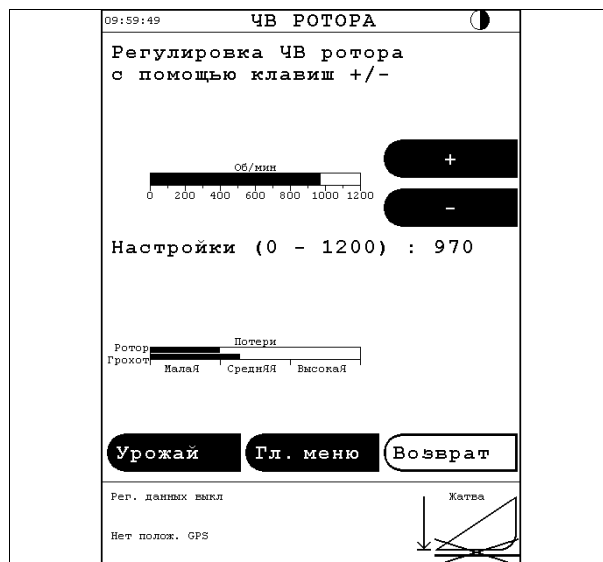 09:59:49 ЧВ РОТОРА
Регулировка ЧВ ротора
с помощью клавиш +/-
+
Об/мин
0 200 400 600 800 1000 1200
-
Настройки (0 - 1200) : 970
Потери
Ротор
Грохот
МалаЯ СреднЯЯ ВысокаЯ
Урожай Гл. меню Возврат
Рег. данных выкл
Жатва
Нет полож. GPS